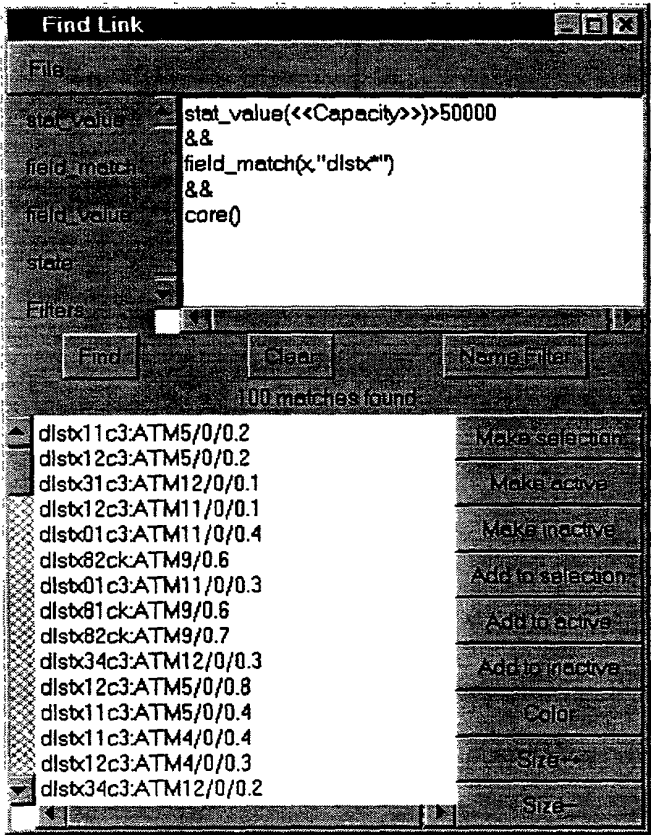 Find Link
File
stat_value
field_match
field_value
state
Filters
stat_value(<<Capacity>>)>50000
&&
field_match(x,"dlstx*")
&&
core()
Find
Clear
Name Filter
100 matches found
dlstx11c3:ATM5/0/0.2
dlstx12c3:ATM5/0/0.2
dlstx31c3:ATM12/0/0.1
dlstx12c3:ATM11/0/0.1
dlstx01c3:ATM11/0/0.4
dlstx82ck:ATM9/0.6
dlstx01c3:ATM11/0/0.3
dlstx81ck:ATM9/0.6
dlstx82ck:ATM9/0.7
dlstx34c3:ATM12/0/0.3
dlstx12c3:ATM5/0/0.8
dlstx11c3:ATM5/0/0.4
dlstx11c3:ATM4/0/0.4
dlstx12c3:ATM4/0/0.3
dlstx34c3:ATM12/0/0.2
Make selection
Make active
Make inactive
Add to selection
Add to active
Add to inactive
Color
Size++
Size--